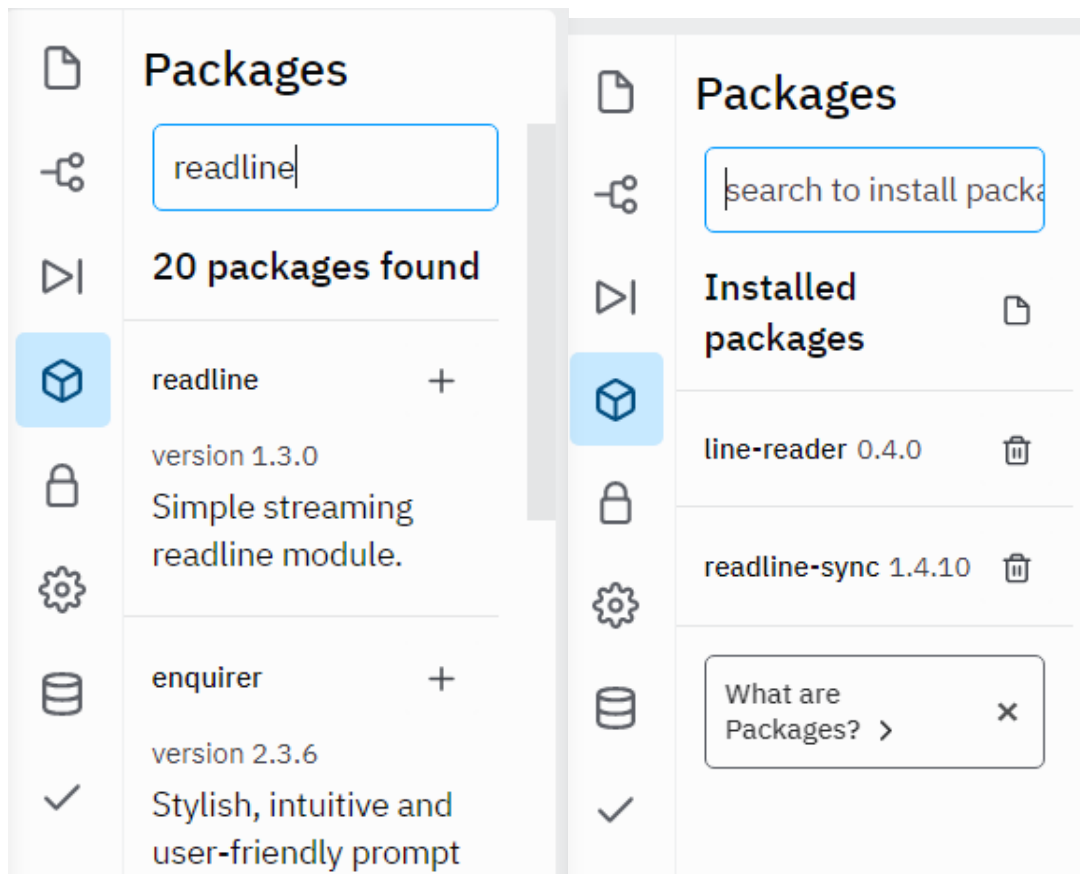 Packages
readline
20 packages found
readline
version 1.3.0
Simple streaming
readline module.
enquirer
version 2.3.6
Stylish, intuitive and
user-friendly prompt
Packages
search to install packa
Installed
packages
line-reader 0.4.0
readline-sync 1.4.10
What are
Packages?